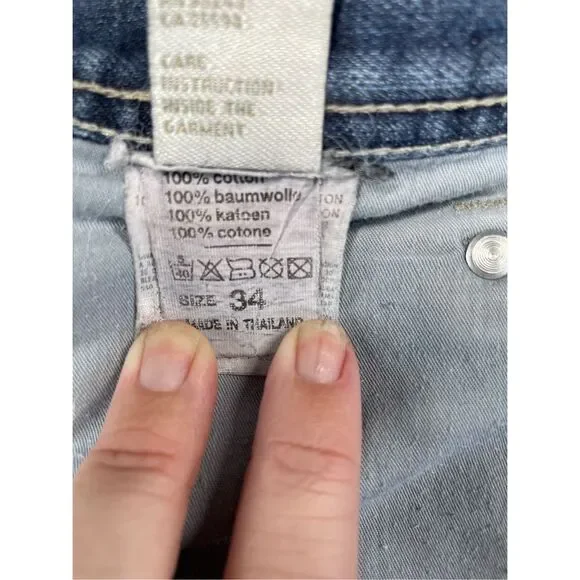 CARE
INSTRUCTION
INSIDE THE
GARMENT
100% cotton
100% baumwolle
100% katoen
100% cotone
SIZE 34
MADE IN THAILAND